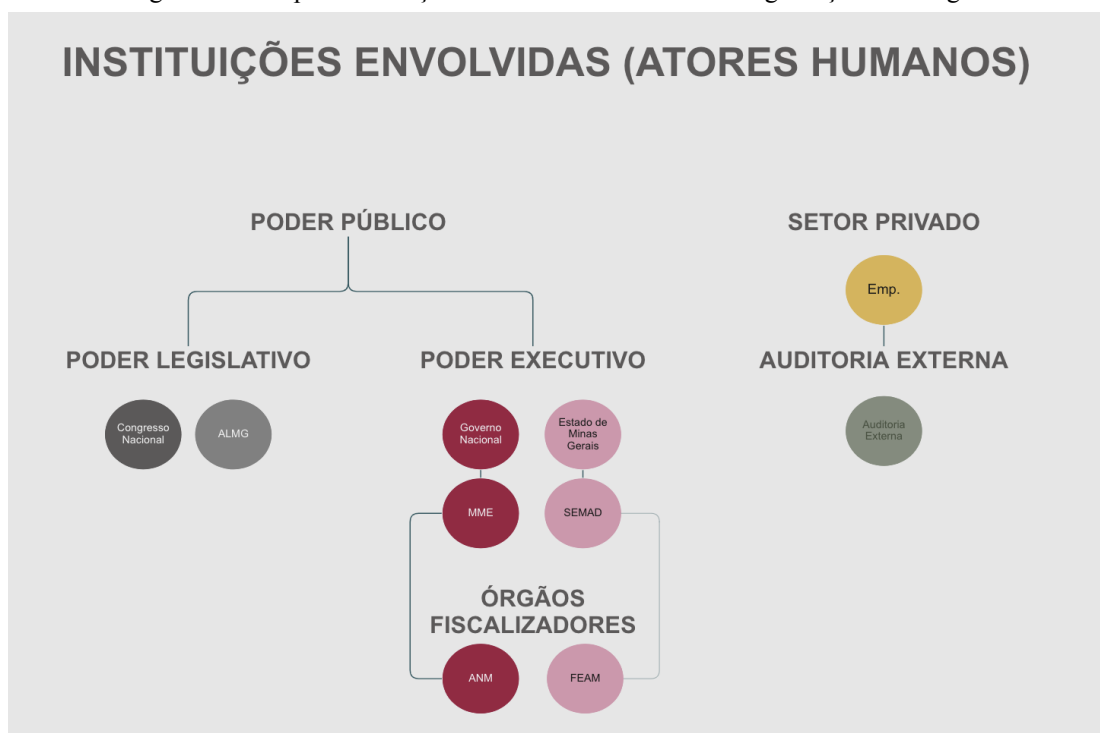 INSTITUIÇÕES ENVOLVIDAS (ATORES HUMANOS)
PODER PÚBLICO
SETOR PRIVADO
Emp.
PODER LEGISLATIVO
PODER EXECUTIVO
AUDITORIA EXTERNA
Congresso
Nacional
ALMG
Governo
Nacional
Estado de
Minas
Gerais
Auditoria
Externa
MME
SEMAD
ÓRGÃOS
FISCALIZADORES
ANM
FEAM